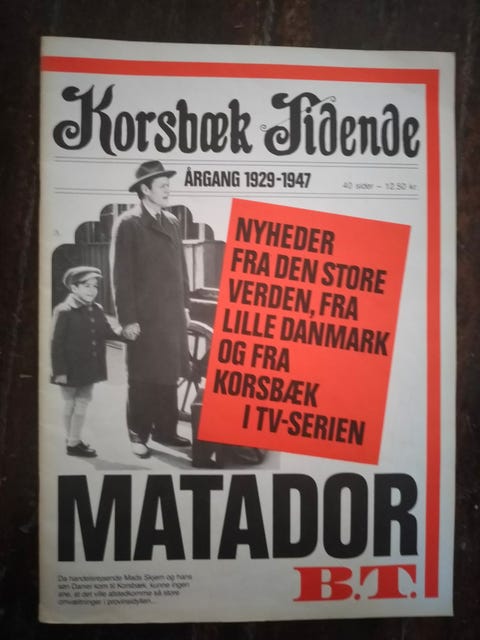 Korsbæk Tidende
ÅRGANG 1929-1947
40 sider – 12,50 kr.
NYHEDER
FRA DEN STORE
VERDEN, FRA
LILLE DANMARK
OG FRA
KORSBÆK
I TV-SERIEN
MATADOR
Da handelsrejsende Mads Skjern og hans
søn Daniel kom til Korsbæk, kunne ingen
ane, at det ville afstedkomme så store
omvæltninger i provinsidyllen...
B.T.